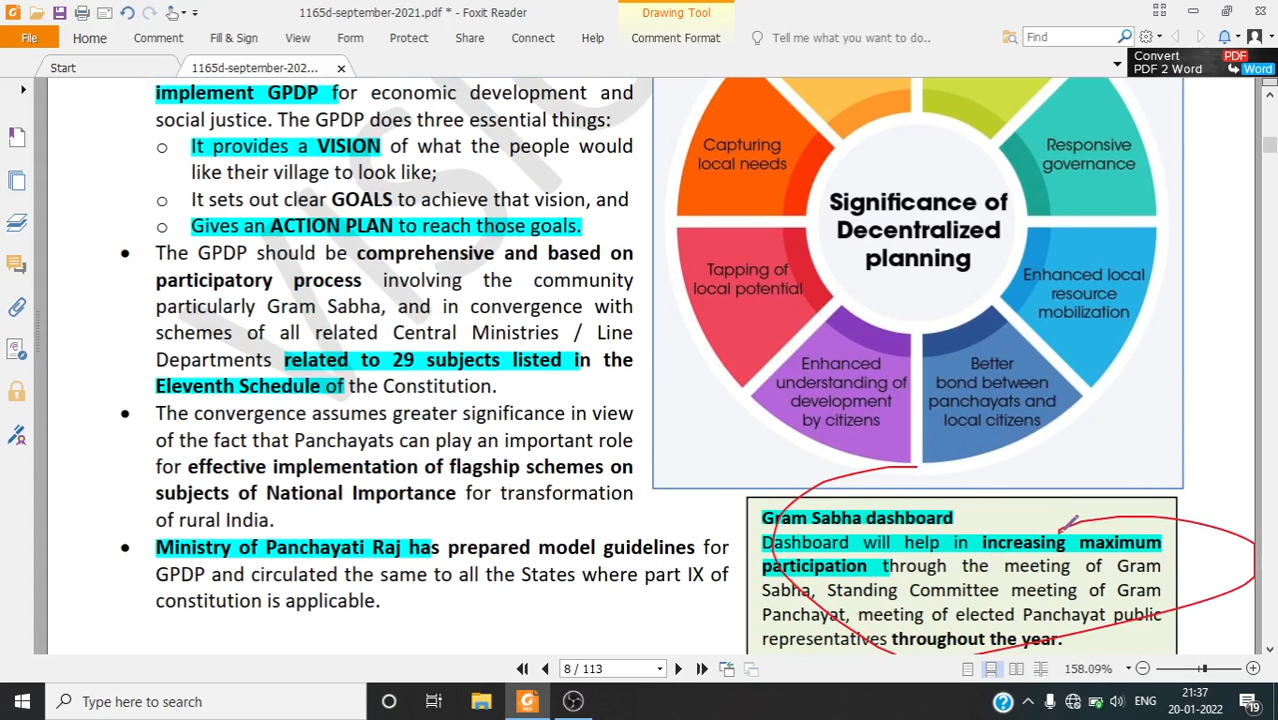 1165d-september-2021.pdf * - Foxit Reader
Drawing Tool
File
Home
Comment
Fill & Sign
View
Form
Protect
Share
Connect
Help
Comment Format
Tell me what you want to do..
Find
Start
1165d-september-202...
Convert PDF
PDF 2 Word Word
implement GPDP for economic development and
social justice. The GPDP does three essential things:
o It provides a VISION of what the people would
like their village to look like;
o It sets out clear GOALS to achieve that vision, and
o Gives an ACTION PLAN to reach those goals.
• The GPDP should be comprehensive and based on
participatory process involving the community
particularly Gram Sabha, and in convergence with
schemes of all related Central Ministries / Line
Departments related to 29 subjects listed in the
Eleventh Schedule of the Constitution.
• The convergence assumes greater significance in view
of the fact that Panchayats can play an important role
for effective implementation of flagship schemes on
subjects of National Importance for transformation
of rural India.
• Ministry of Panchayati Raj has prepared model guidelines for
GPDP and circulated the same to all the States where part IX of
constitution is applicable.
Capturing
local needs
Responsive
governance
Significance of
Decentralized
planning
Tapping of
local potential
Enhanced local
resource
mobilization
Enhanced
understanding of
development
by citizens
Better
bond between
panchayats and
local citizens
Gram Sabha dashboard
Dashboard will help in increasing maximum
participation through the meeting of Gram
Sabha, Standing Committee meeting of Gram
Panchayat, meeting of elected Panchayat public
representatives throughout the year.
Visio
8 / 113
158.09%
Type here to search
ENG
21:37
20-01-2022
19